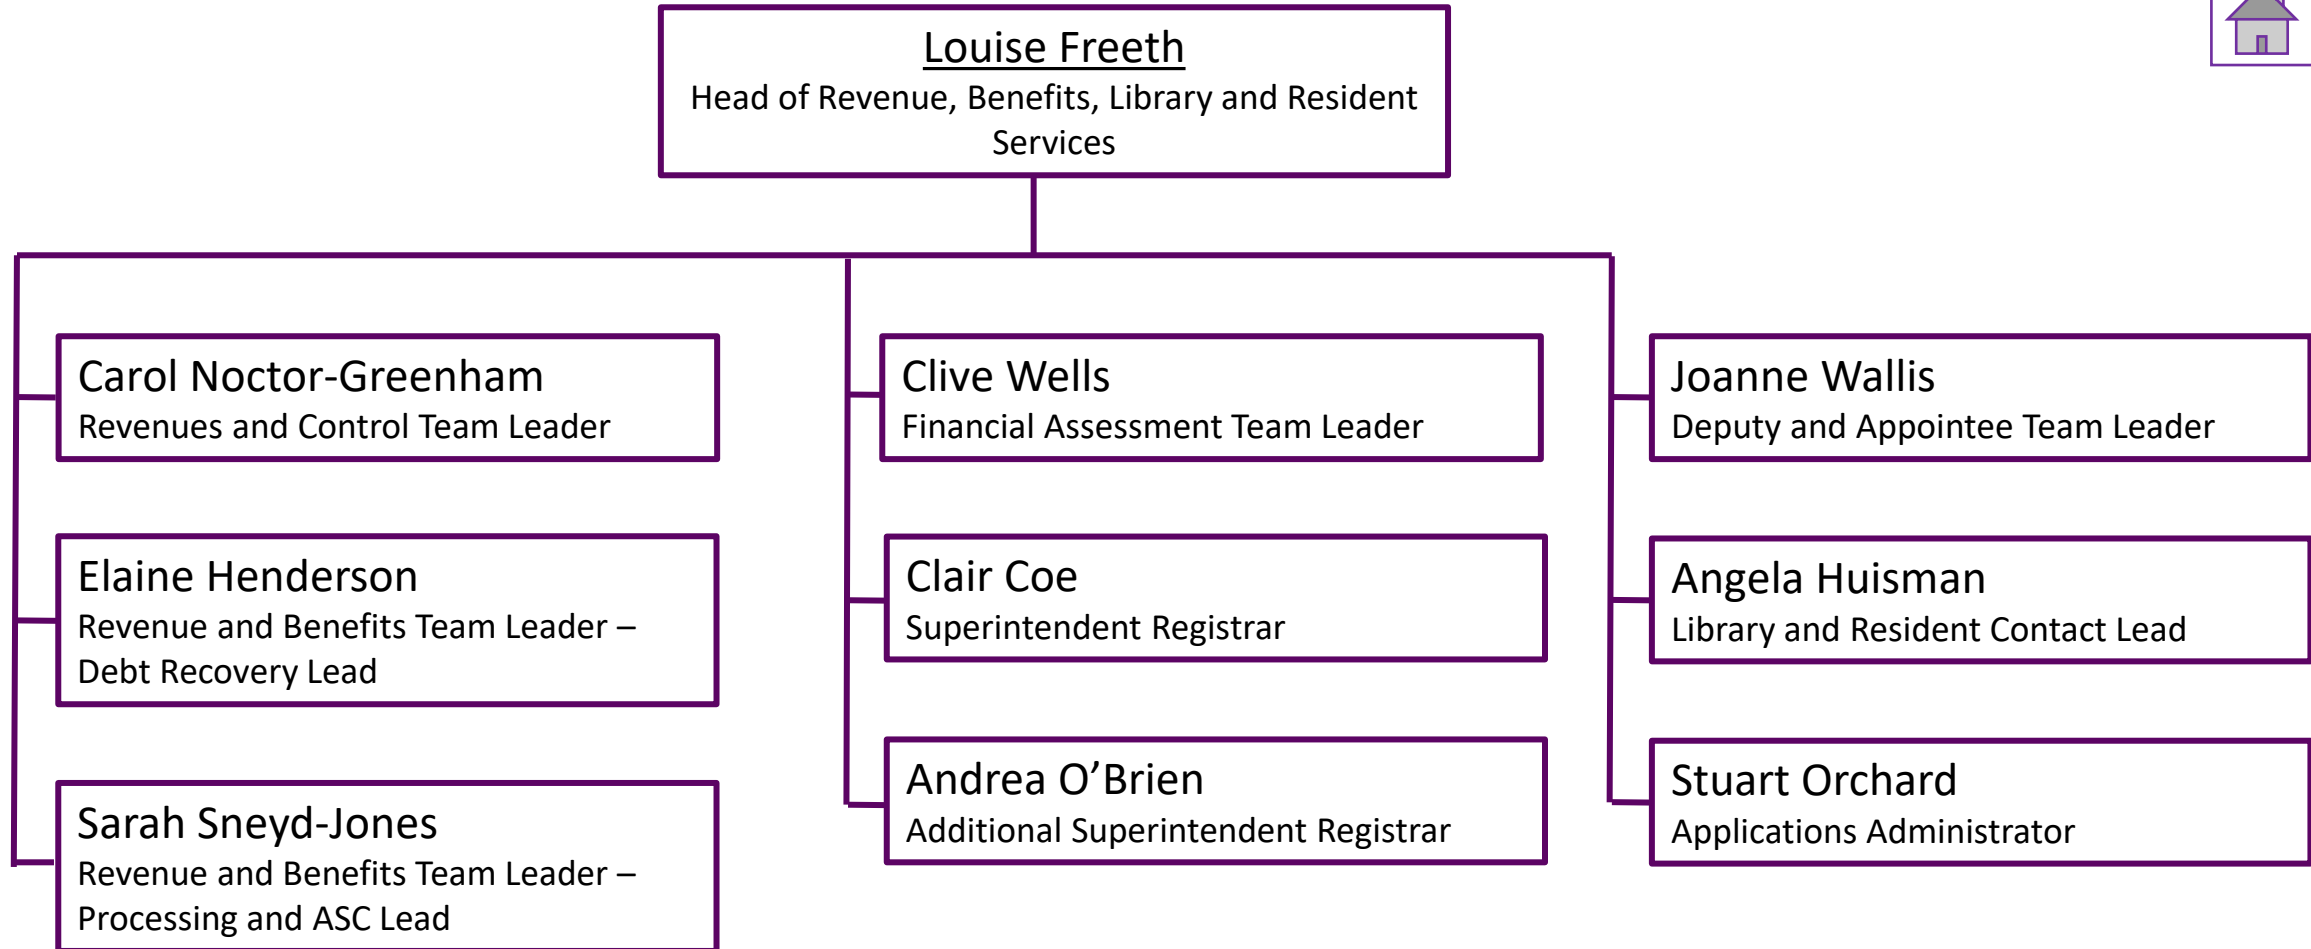 Louise Freeth
Head of Revenue, Benefits, Library and Resident
Services
Carol Noctor-Greenham
Revenues and Control Team Leader
Elaine Henderson
Revenue and Benefits Team Leader –
Debt Recovery Lead
Sarah Sneyd-Jones
Revenue and Benefits Team Leader –
Processing and ASC Lead
Clive Wells
Financial Assessment Team Leader
Clair Coe
Superintendent Registrar
Andrea O’Brien
Additional Superintendent Registrar
Joanne Wallis
Deputy and Appointee Team Leader
Angela Huisman
Library and Resident Contact Lead
Stuart Orchard
Applications Administrator